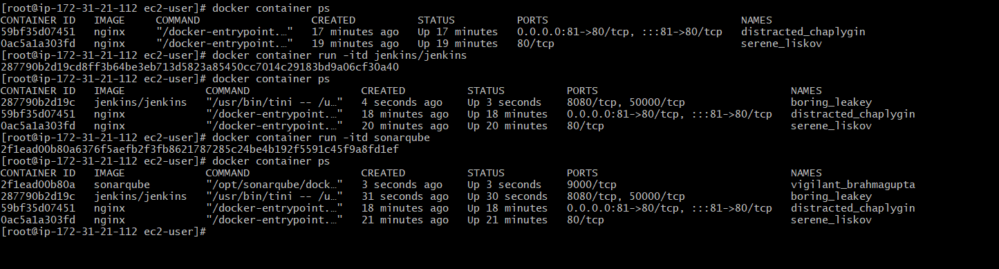 [root@ip-172-31-21-112 ec2-user]# docker container ps
CONTAINER ID   IMAGE     COMMAND                  CREATED          STATUS          PORTS                               NAMES
59bf35d07451   nginx     "/docker-entrypoint.…"   17 minutes ago   Up 17 minutes   0.0.0.0:81->80/tcp, :::81->80/tcp   distracted_chaplygin
0ac5a1a303fd   nginx     "/docker-entrypoint.…"   19 minutes ago   Up 19 minutes   80/tcp                              serene_liskov
[root@ip-172-31-21-112 ec2-user]# docker container run -itd jenkins/jenkins
287790b2d19cd8ff3b64be3eb713d5823a85450cc7014c29183bd9a06cf30a40
[root@ip-172-31-21-112 ec2-user]# docker container ps
CONTAINER ID   IMAGE             COMMAND                  CREATED          STATUS          PORTS                               NAMES
287790b2d19c   jenkins/jenkins   "/usr/bin/tini -- /u…"   4 seconds ago    Up 3 seconds    8080/tcp, 50000/tcp                 boring_leakey
59bf35d07451   nginx             "/docker-entrypoint.…"   18 minutes ago   Up 18 minutes   0.0.0.0:81->80/tcp, :::81->80/tcp   distracted_chaplygin
0ac5a1a303fd   nginx             "/docker-entrypoint.…"   20 minutes ago   Up 20 minutes   80/tcp                              serene_liskov
[root@ip-172-31-21-112 ec2-user]# docker container run -itd sonarqube
2f1ead00b80a6376f5aefb2f3fb8621787285c24be4b192f5591c45f9a8fd1ef
[root@ip-172-31-21-112 ec2-user]# docker container ps
CONTAINER ID   IMAGE             COMMAND                  CREATED          STATUS          PORTS                               NAMES
2f1ead00b80a   sonarqube         "/opt/sonarqube/dock…"   3 seconds ago    Up 3 seconds    9000/tcp                            vigilant_brahmagupta
287790b2d19c   jenkins/jenkins   "/usr/bin/tini -- /u…"   31 seconds ago   Up 30 seconds   8080/tcp, 50000/tcp                 boring_leakey
59bf35d07451   nginx             "/docker-entrypoint.…"   18 minutes ago   Up 18 minutes   0.0.0.0:81->80/tcp, :::81->80/tcp   distracted_chaplygin
0ac5a1a303fd   nginx             "/docker-entrypoint.…"   21 minutes ago   Up 21 minutes   80/tcp                              serene_liskov
[root@ip-172-31-21-112 ec2-user]#